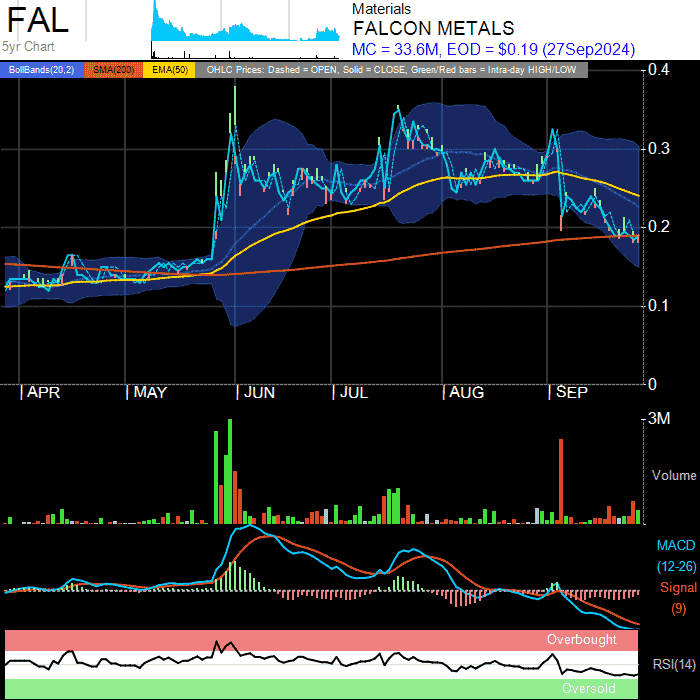 FAL
5yr Chart
Materials
FALCON METALS
MC = 33.6M, EOD = $0.19 (27Sep2024)
BollBands(20,2) SMA(200) EMA(50) OHLC Prices: Dashed = OPEN, Solid = CLOSE, Green/Red bars = Intra-day HIGH/LOW
0.4
0.3
0.2
0.1
0
APR MAY JUN JUL AUG SEP
3M
Volume
MACD
(12-26)
Signal
(9)
Overbought
RSI(14)
Oversold